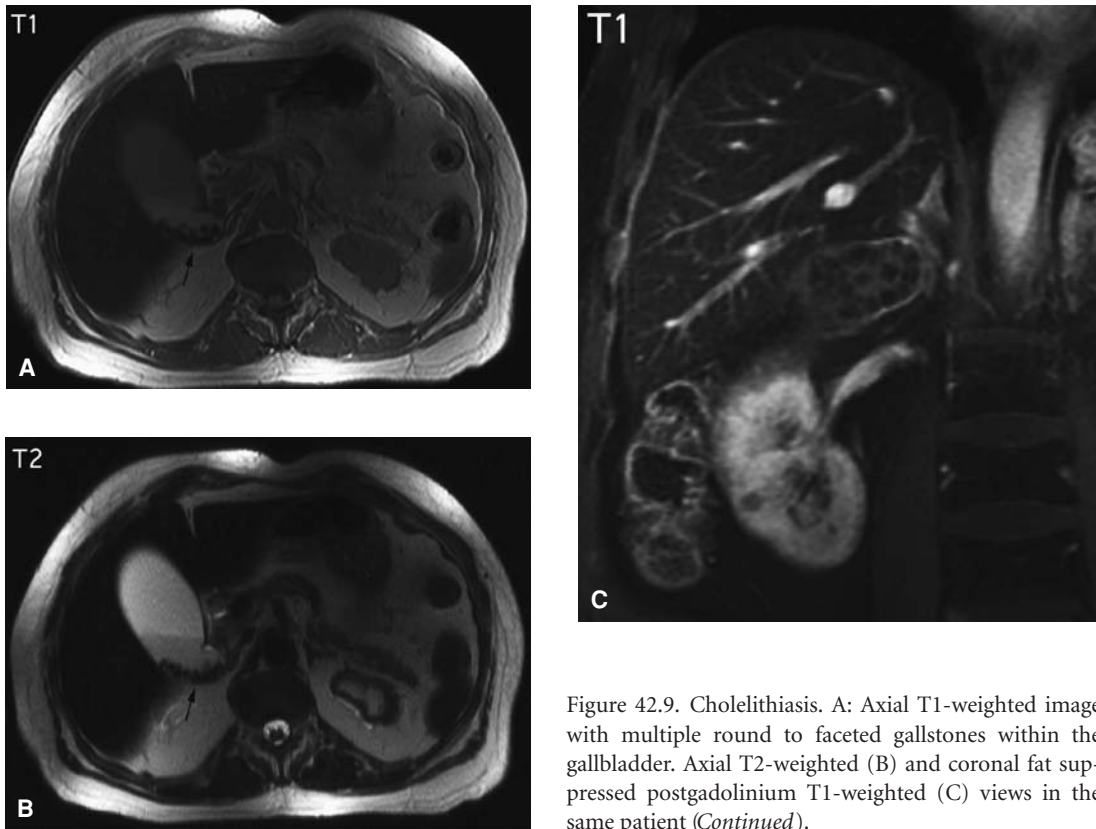 T1
A
T2
B
T1
C
Figure 42.9. Cholelithiasis. A: Axial T1-weighted image
with multiple round to faceted gallstones within the
gallbladder. Axial T2-weighted (B) and coronal fat sup-
pressed postgadolinium T1-weighted (C) views in the
same patient (Continued).